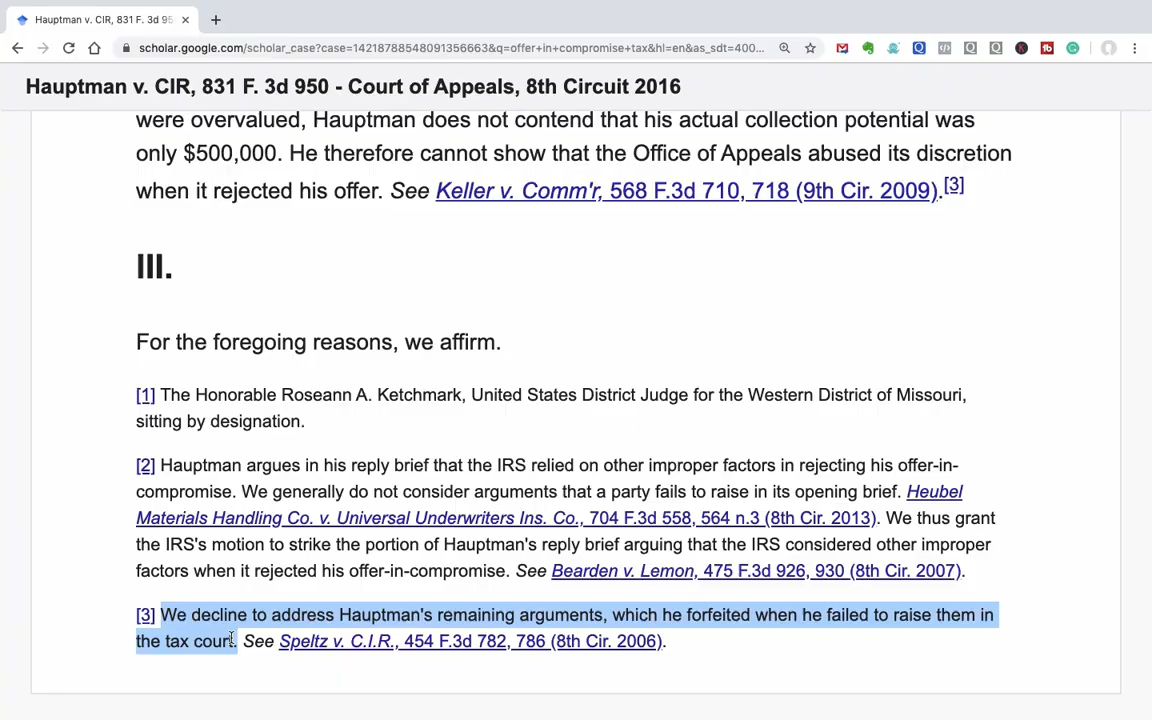 Hauptman v. CIR, 831 F. 3d 95
scholar.google.com/scholar_case?case=14218788548091356663&q=offer+in+compromise+tax&hl=en&as_sdt=400...
Hauptman v. CIR, 831 F. 3d 950 - Court of Appeals, 8th Circuit 2016
were overvalued, Hauptman does not contend that his actual collection potential was
only $500,000. He therefore cannot show that the Office of Appeals abused its discretion
when it rejected his offer. See Keller v. Comm'r, 568 F.3d 710, 718 (9th Cir. 2009).[3]
III.
For the foregoing reasons, we affirm.
[1] The Honorable Roseann A. Ketchmark, United States District Judge for the Western District of Missouri,
sitting by designation.
[2] Hauptman argues in his reply brief that the IRS relied on other improper factors in rejecting his offer-in-
compromise. We generally do not consider arguments that a party fails to raise in its opening brief. Heubel
Materials Handling Co. v. Universal Underwriters Ins. Co., 704 F.3d 558, 564 n.3 (8th Cir. 2013). We thus grant
the IRS's motion to strike the portion of Hauptman's reply brief arguing that the IRS considered other improper
factors when it rejected his offer-in-compromise. See Bearden v. Lemon, 475 F.3d 926, 930 (8th Cir. 2007).
[3] We decline to address Hauptman's remaining arguments, which he forfeited when he failed to raise them in
the tax court. See Speltz v. C.I.R., 454 F.3d 782, 786 (8th Cir. 2006).